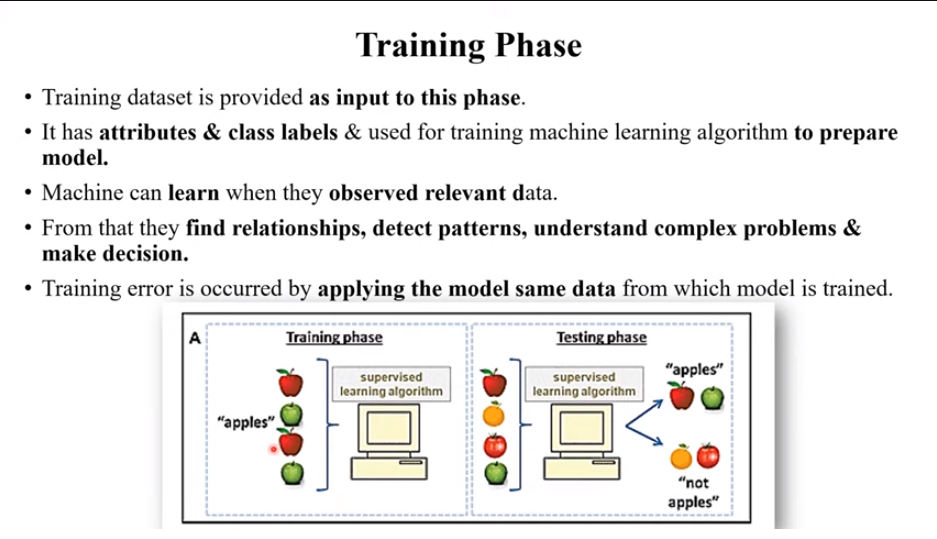 Training Phase
• Training dataset is provided as input to this phase.
• It has attributes & class labels & used for training machine learning algorithm to prepare
model.
• Machine can learn when they observed relevant data.
• From that they find relationships, detect patterns, understand complex problems &
make decision.
• Training error is occurred by applying the model same data from which model is trained.
A
Training phase
"apples"
supervised
learning algorithm
Testing phase
supervised
learning algorithm
"apples"
"not
apples"